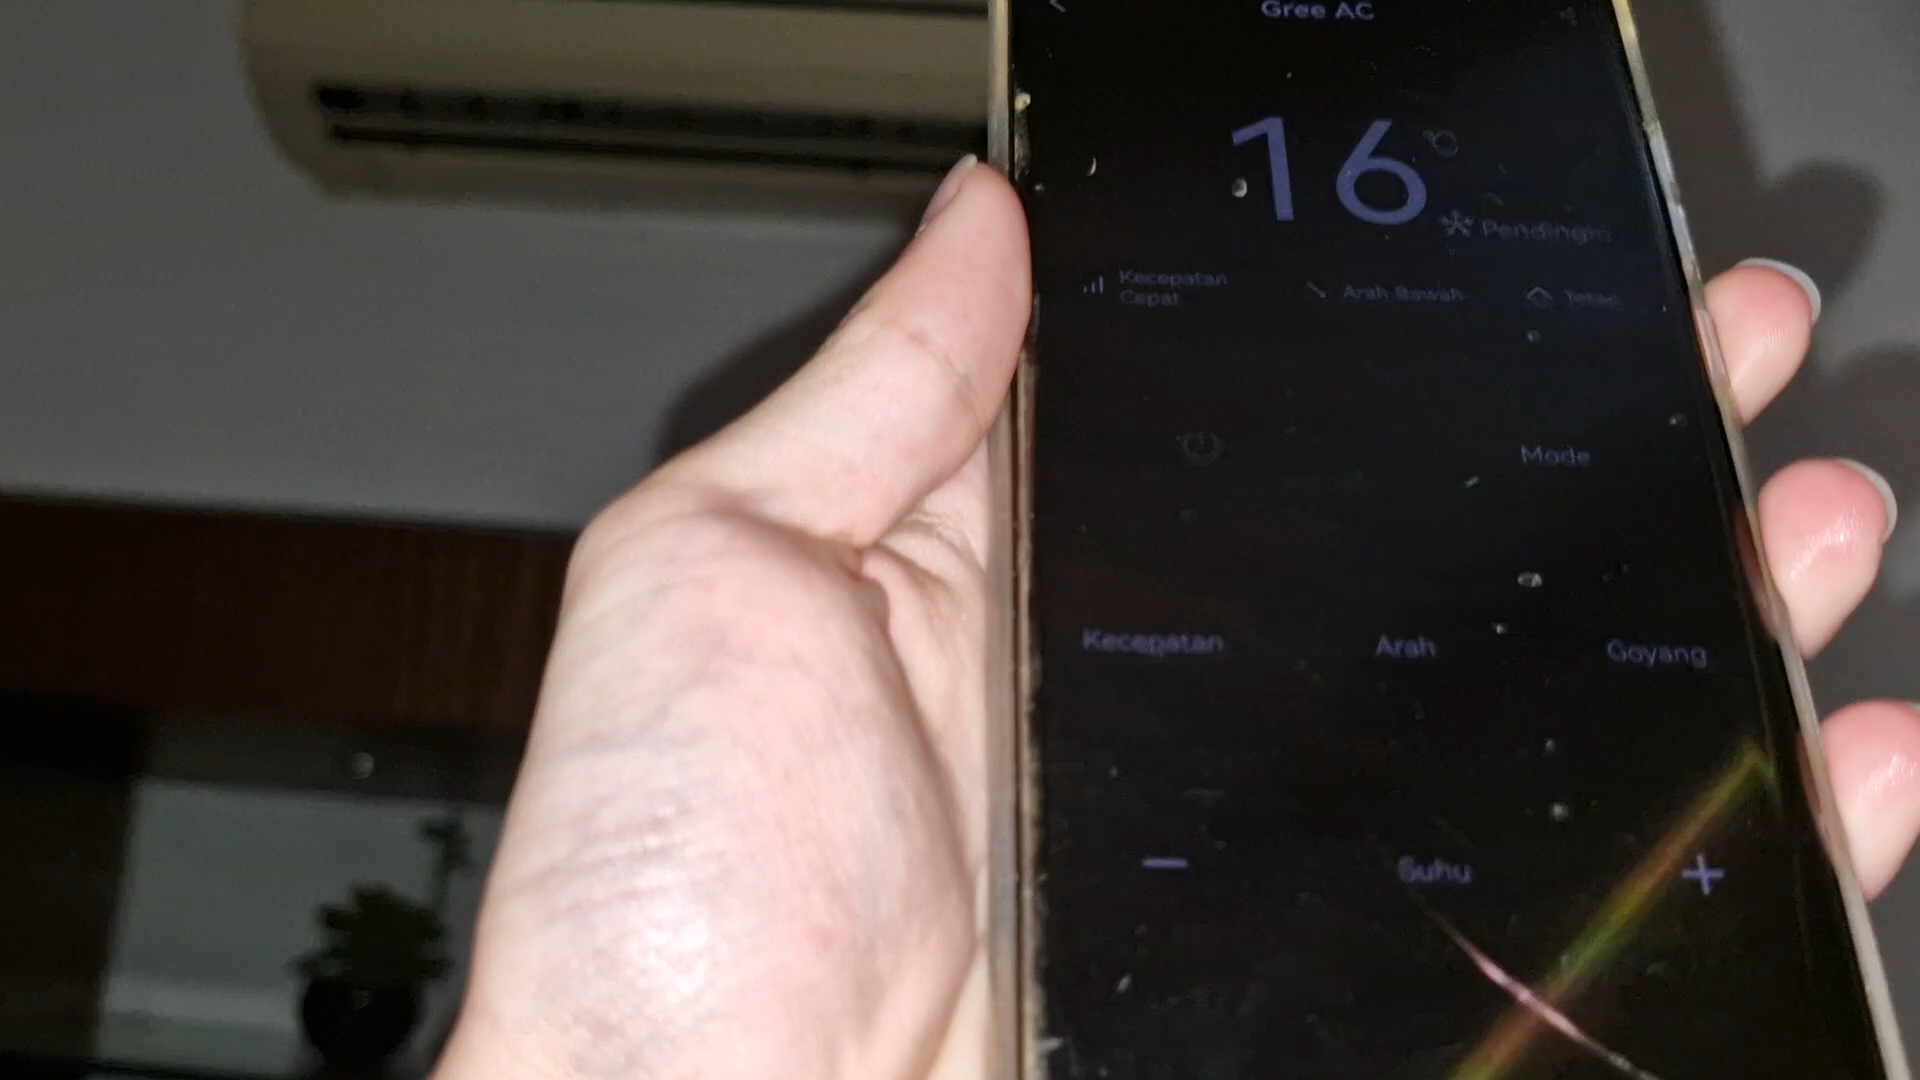 Gree AC
16°C
Pendingin
Kecepatan
Cepat
Arah Bawah
Tetap
Mode
Kecepatan
Arah
Goyang
− Suhu +